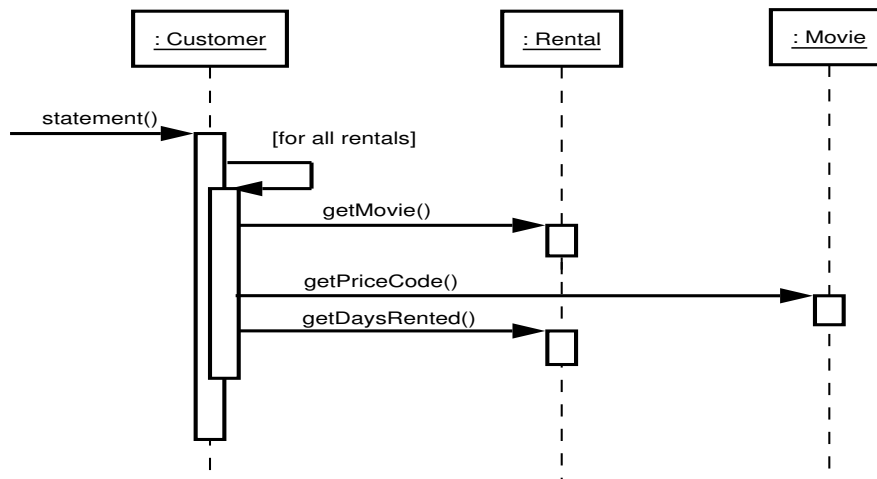 : Customer
: Rental
: Movie
statement()
[for all rentals]
getMovie()
getPriceCode()
getDaysRented()